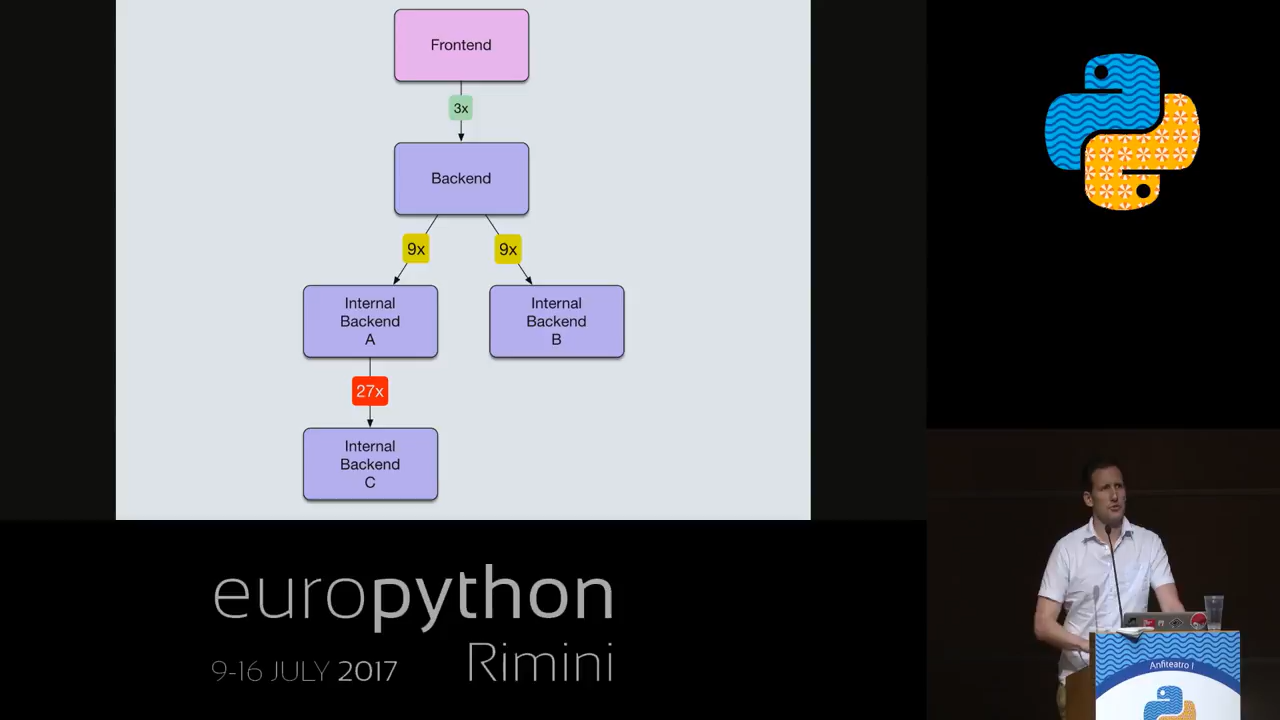 Frontend
3x
Backend
9x
9x
Internal
Backend
A
Internal
Backend
B
27x
Internal
Backend
C
europython
9-16 JULY 2017
Rimini
Anfiteatro I